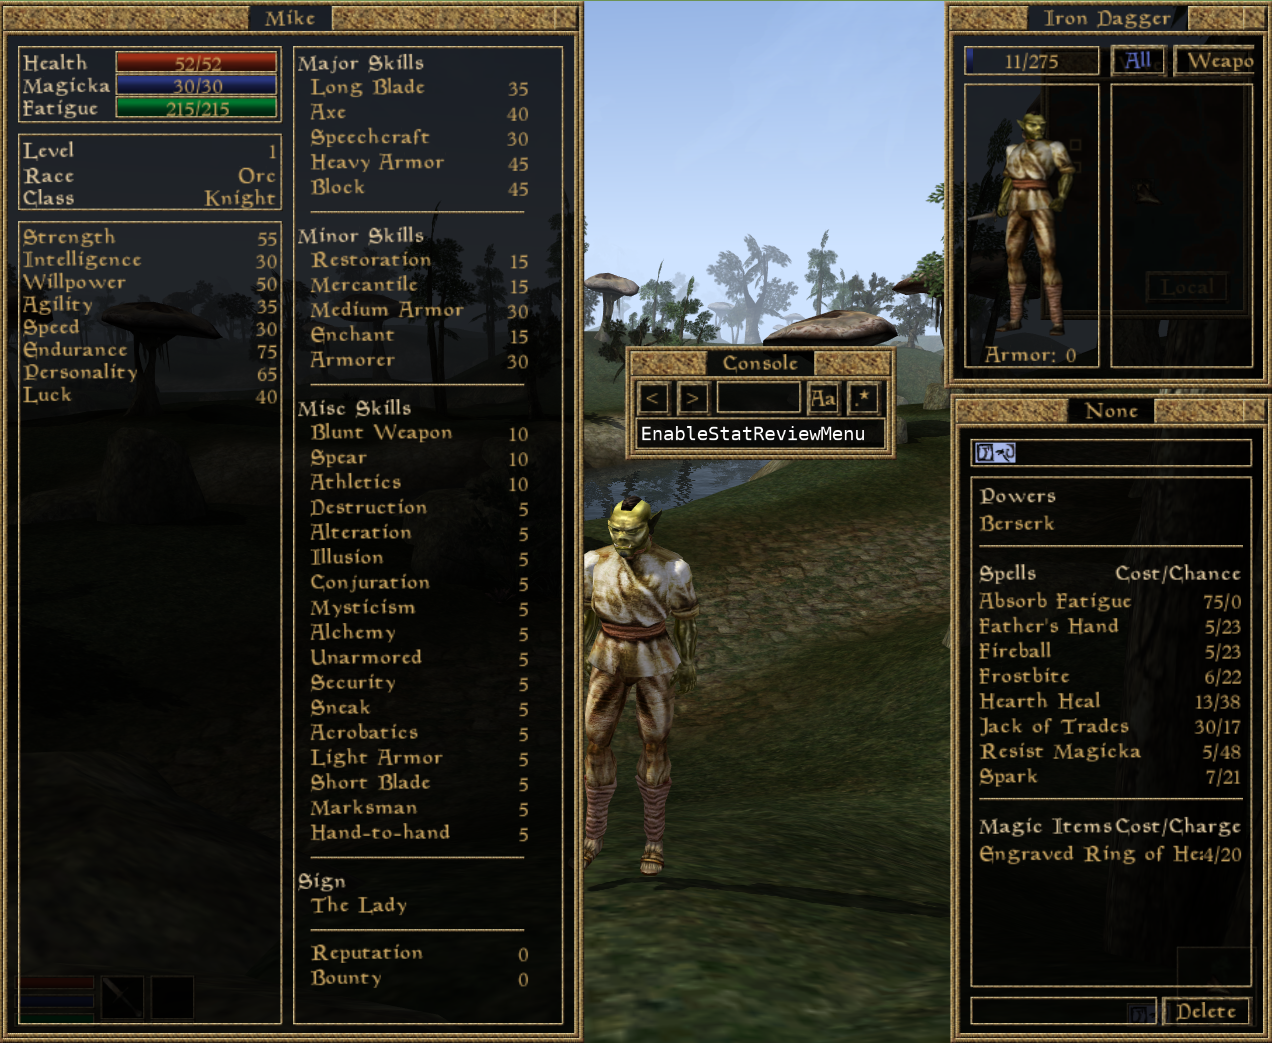 Mike
Health 52/52
Magicka 30/30
Fatigue 215/215
Level 1
Race Orc
Class Knight
Strength 55
Intelligence 30
Willpower 50
Agility 35
Speed 30
Endurance 75
Personality 65
Luck 40
Major Skills
Long Blade 35
Axe 40
Speechcraft 30
Heavy Armor 45
Block 45
Minor Skills
Restoration 15
Mercantile 15
Medium Armor 30
Enchant 15
Armorer 30
Misc Skills
Blunt Weapon 10
Spear 10
Athletics 10
Destruction 5
Alteration 5
Illusion 5
Conjuration 5
Mysticism 5
Alchemy 5
Unarmored 5
Security 5
Sneak 5
Acrobatics 5
Light Armor 5
Short Blade 5
Marksman 5
Hand-to-hand 5
Sign
The Lady
Reputation 0
Bounty 0
Console
< > Aa .*
EnableStatReviewMenu
Iron Dagger
11/275 All Weapo
Local
Armor: 0
None
Powers
Berserk
Spells Cost/Chance
Absorb Fatigue 75/0
Father's Hand 5/23
Fireball 5/23
Frostbite 6/22
Hearth Heal 13/38
Jack of Trades 30/17
Resist Magicka 5/48
Spark 7/21
Magic Items Cost/Charge
Engraved Ring of He 4/20
Delete